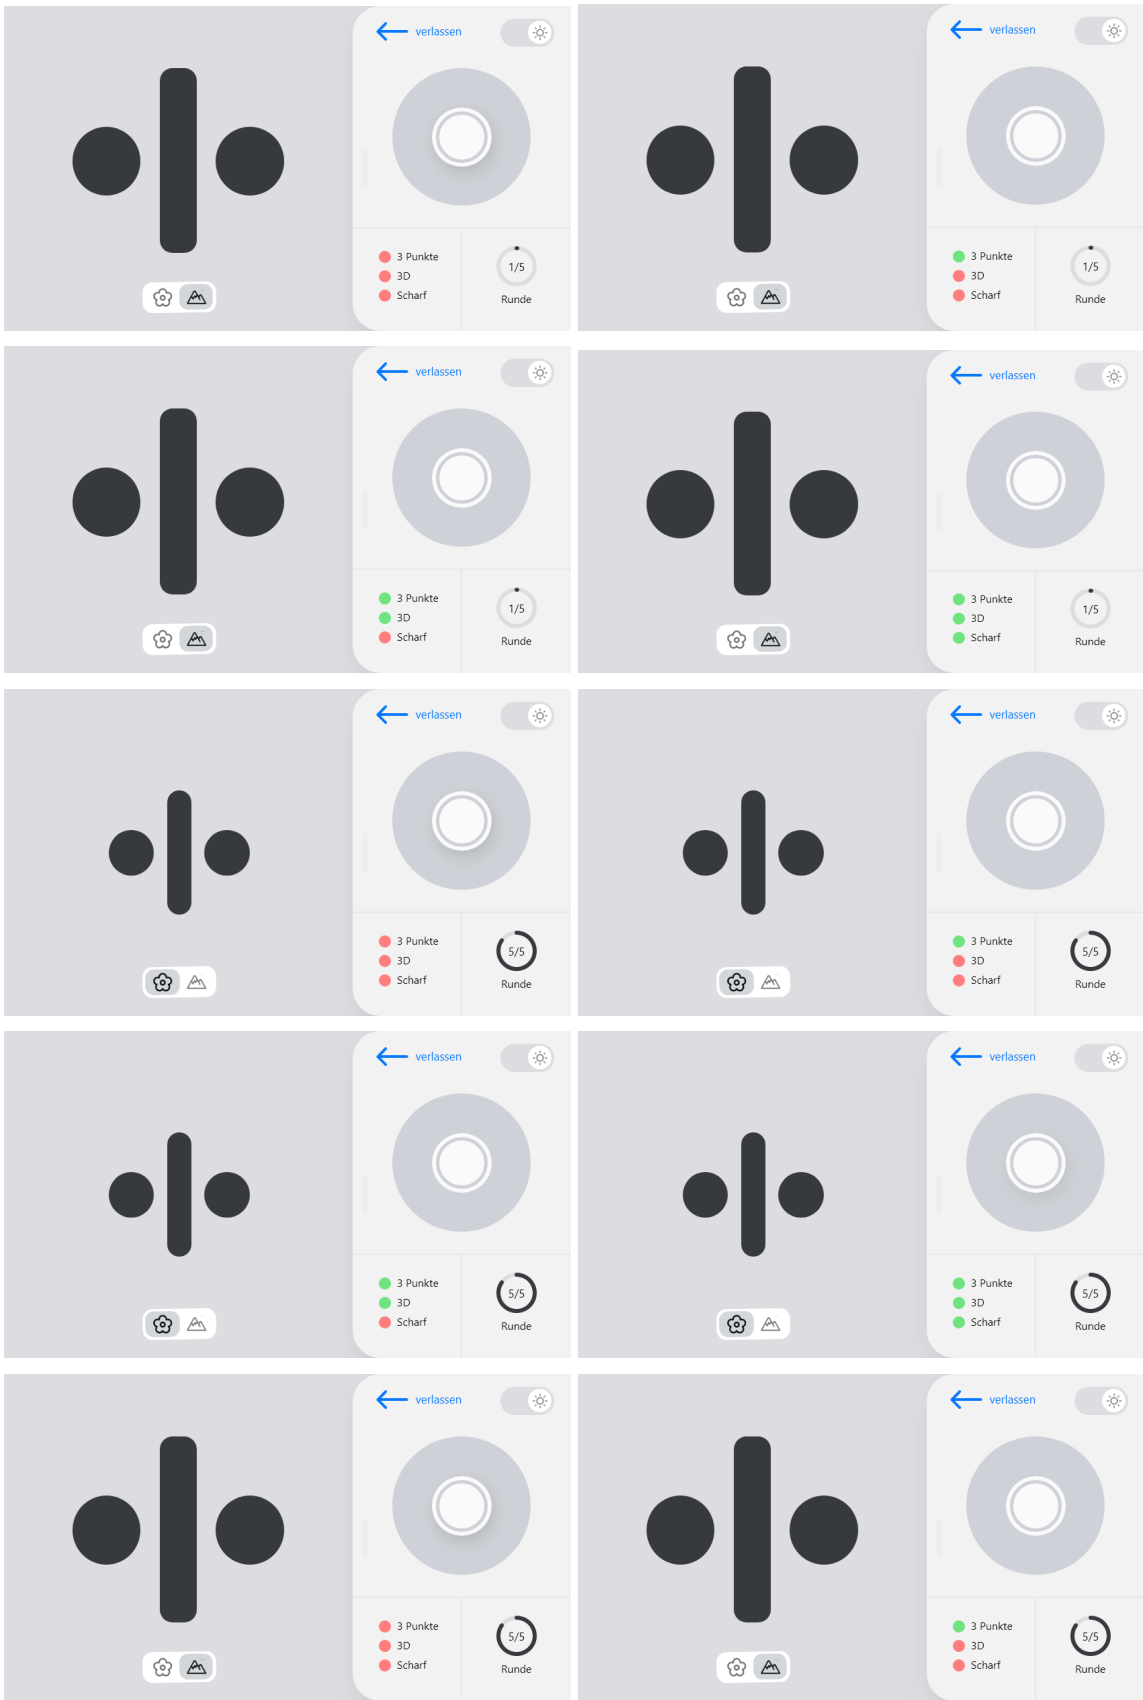 verlassen
3 Punkte
3D
Scharf
1/5
Runde
verlassen
3 Punkte
3D
Scharf
1/5
Runde
verlassen
3 Punkte
3D
Scharf
1/5
Runde
verlassen
3 Punkte
3D
Scharf
1/5
Runde
verlassen
3 Punkte
3D
Scharf
5/5
Runde
verlassen
3 Punkte
3D
Scharf
5/5
Runde
verlassen
3 Punkte
3D
Scharf
5/5
Runde
verlassen
3 Punkte
3D
Scharf
5/5
Runde
verlassen
3 Punkte
3D
Scharf
5/5
Runde
verlassen
3 Punkte
3D
Scharf
5/5
Runde